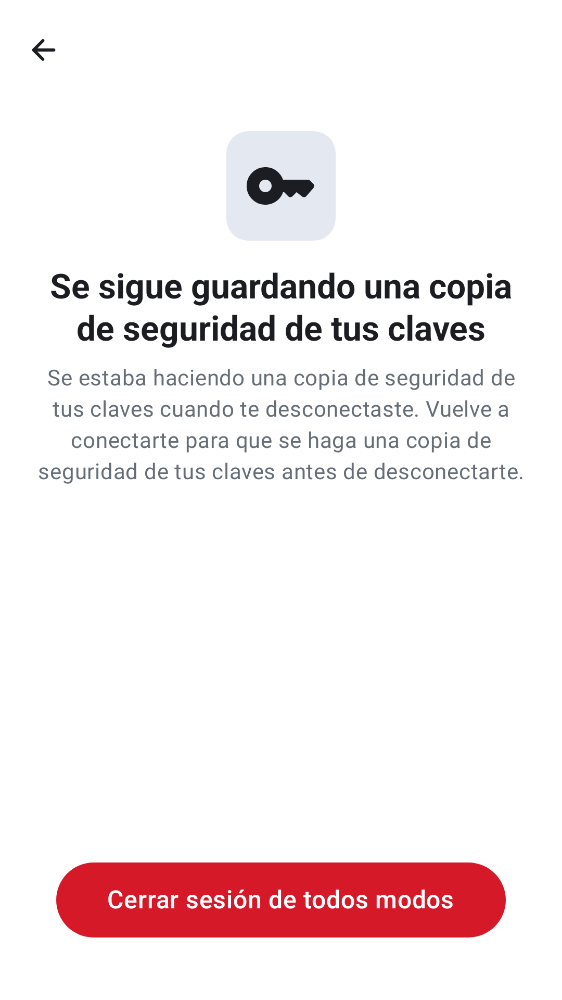 Se sigue guardando una copia
de seguridad de tus claves
Se estaba haciendo una copia de seguridad de
tus claves cuando te desconectaste. Vuelve a
conectarte para que se haga una copia de
seguridad de tus claves antes de desconectarte.
Cerrar sesión de todos modos